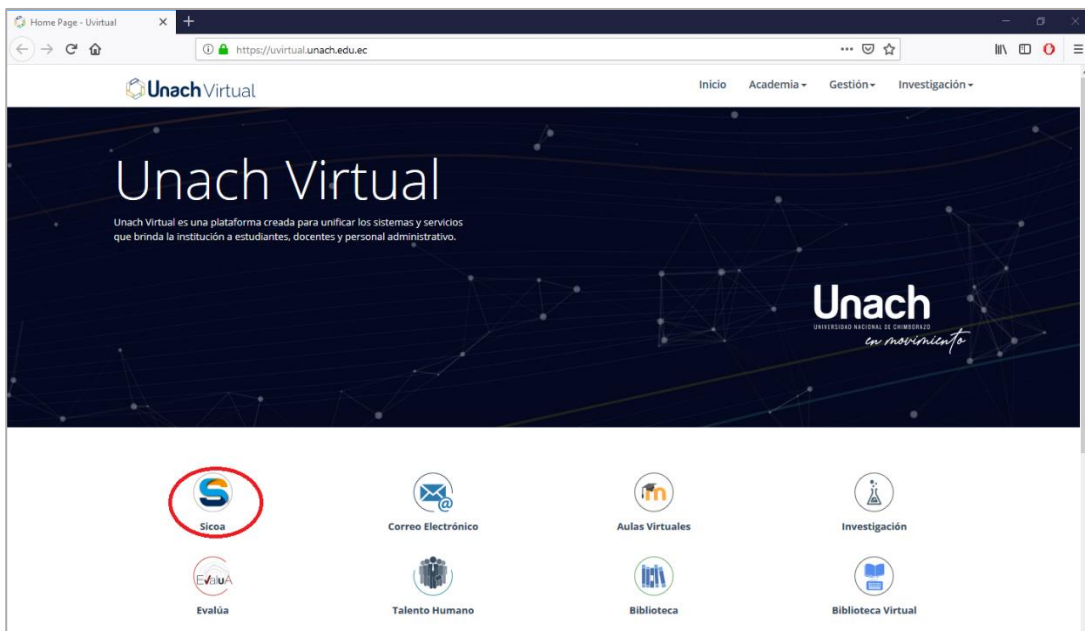 Home Page - Uvirtual
https://uvirtual.unach.edu.ec
Unach Virtual
Inicio Academia Gestión Investigación
Unach Virtual
Unach Virtual es una plataforma creada para unificar los sistemas y servicios
que brinda la institución a estudiantes, docentes y personal administrativo.
Unach
UNIVERSIDAD NACIONAL DE CHIMBORAZO
en movimiento
Sicoa Correo Electrónico Aulas Virtuales Investigación
EvaluA
Evalúa Talento Humano Biblioteca Biblioteca Virtual